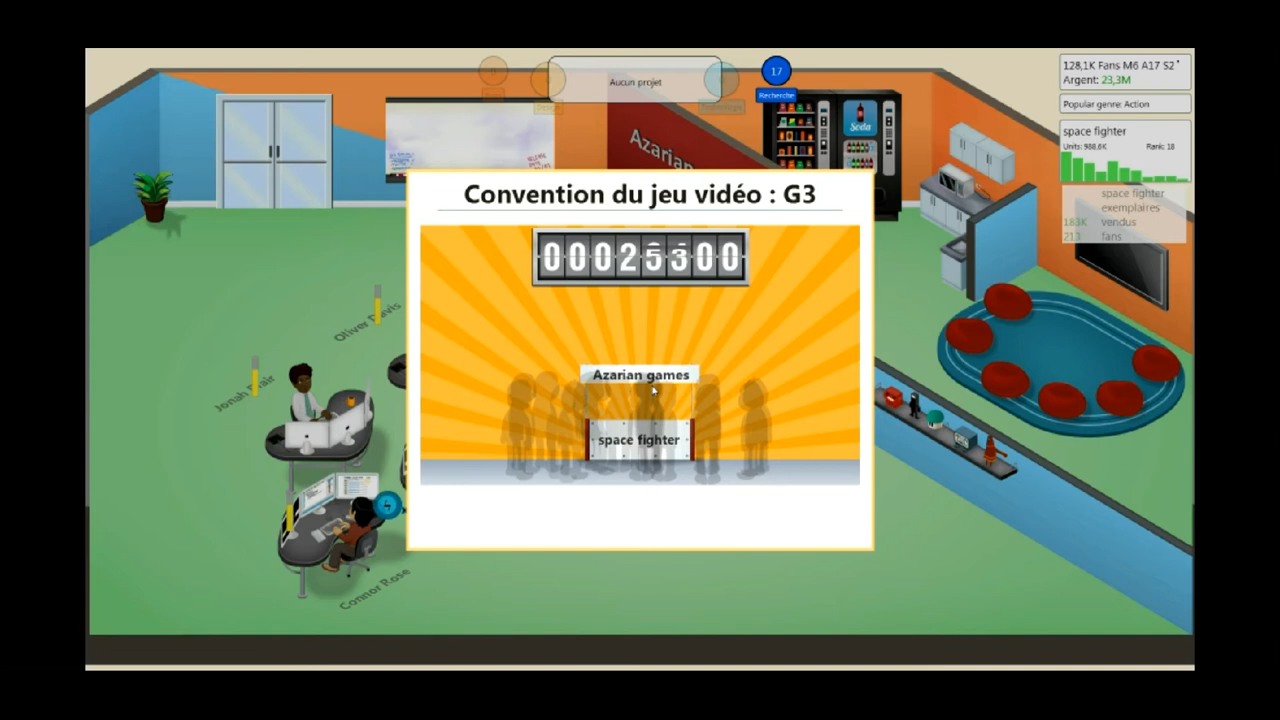 Aucun projet
17
Recherche
128,1K Fans M6 A17 S2
Argent: 23,3M
Popular genre: Action
space fighter
Units: 988.6K Rank: 18
space fighter
exemplaires
183K vendus
213 fans
Soda
Azarian
Convention du jeu vidéo : G3
00025300
Azarian games
space fighter
Oliver Davis
Jonah Blair
Connor Rose